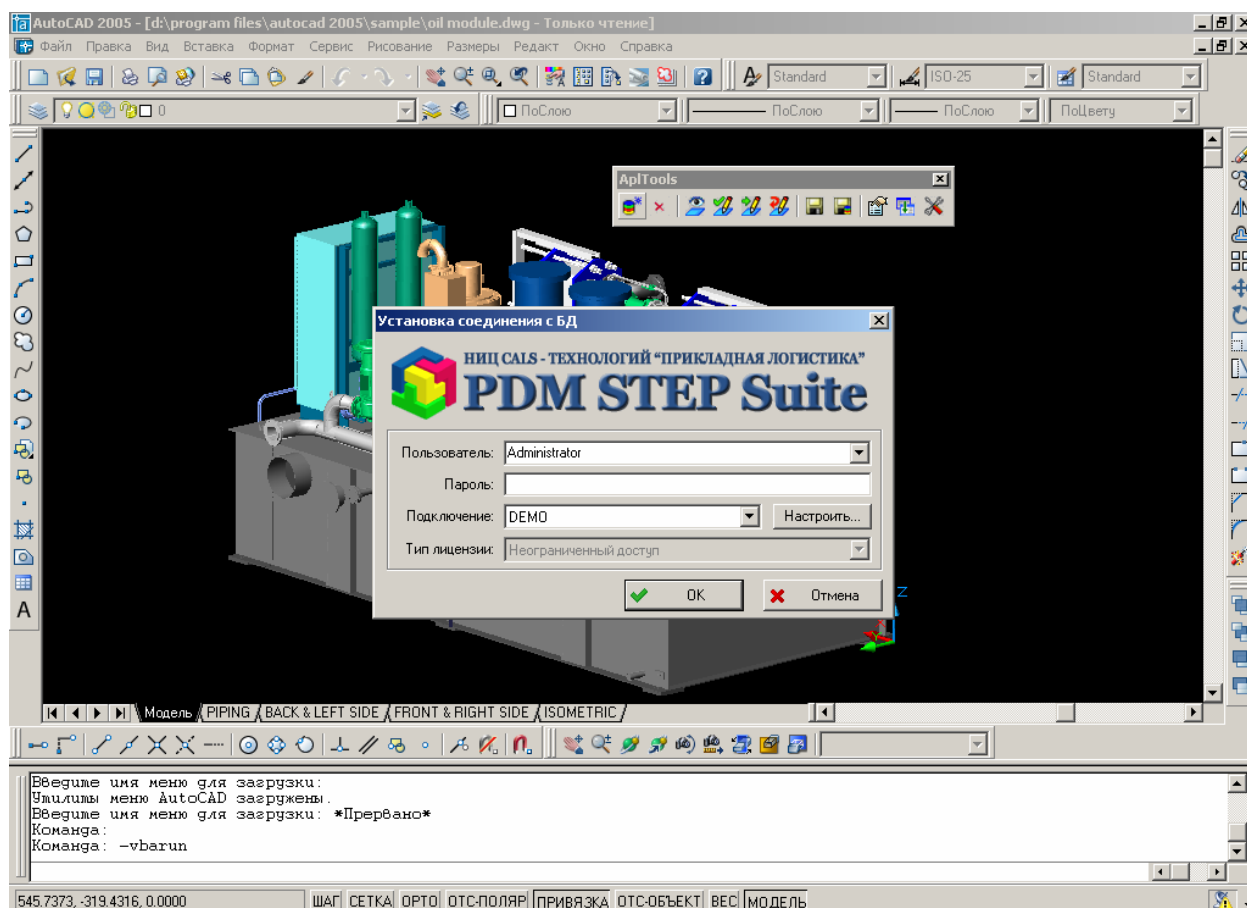 AutoCAD 2005 - [d:\program files\autocad 2005\sample\oil module.dwg - Только чтение]
Файл Правка Вид Вставка Формат Сервис Рисование Размеры Редакт Окно Справка
Standard ISO-25 Standard
0 ПоСлою ПоСлою ПоСлою ПоЦвету
AplTools
Установка соединения с БД
НИЦ CALS - ТЕХНОЛОГИЙ "ПРИКЛАДНАЯ ЛОГИСТИКА"
PDM STEP Suite
Пользователь: Administrator
Пароль:
Подключение: DEMO Настроить...
Тип лицензии: Неограниченный доступ
OK Отмена
Z
Модель PIPING BACK & LEFT SIDE FRONT & RIGHT SIDE ISOMETRIC
Введите имя меню для загрузки:
Утилиты меню AutoCAD загружены.
Введите имя меню для загрузки: *Прервано*
Команда:
Команда: -vbarun
545.7373, -319.4316, 0.0000 ШАГ СЕТКА ОРТО ОТС-ПОЛЯР ПРИВЯЗКА ОТС-ОБЪЕКТ ВЕС МОДЕЛЬ